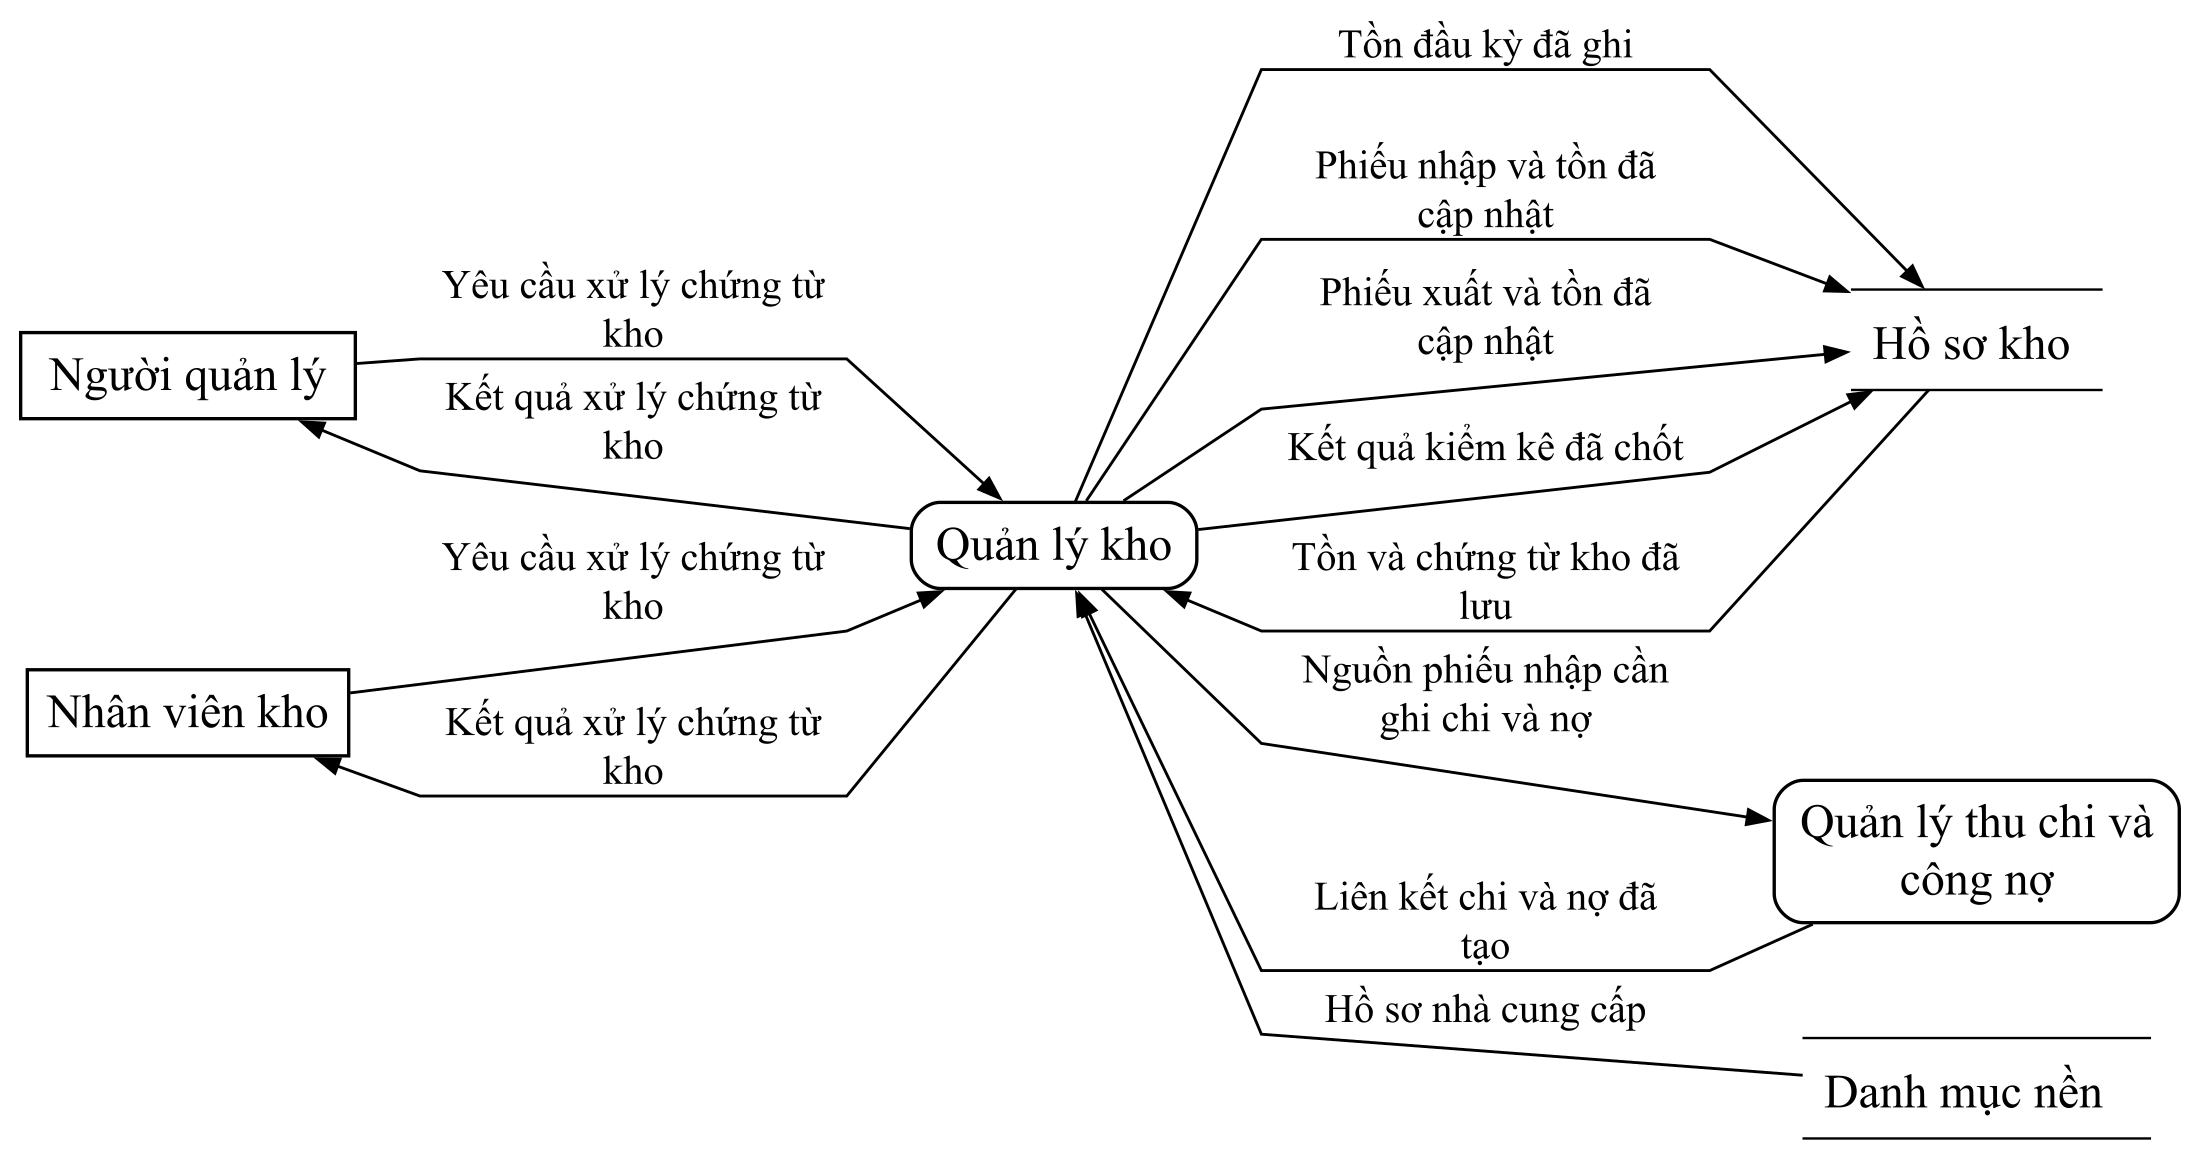 Tồn đầu kỳ đã ghi
Phiếu nhập và tồn đã
cập nhật
Yêu cầu xử lý chứng từ
kho
Phiếu xuất và tồn đã
cập nhật
Hồ sơ kho
Người quản lý
Kết quả xử lý chứng từ
kho
Kết quả kiểm kê đã chốt
Quản lý kho
Yêu cầu xử lý chứng từ
kho
Tồn và chứng từ kho đã
lưu
Nhân viên kho
Kết quả xử lý chứng từ
kho
Nguồn phiếu nhập cần
ghi chi và nợ
Quản lý thu chi và
công nợ
Liên kết chi và nợ đã
tạo
Hồ sơ nhà cung cấp
Danh mục nền